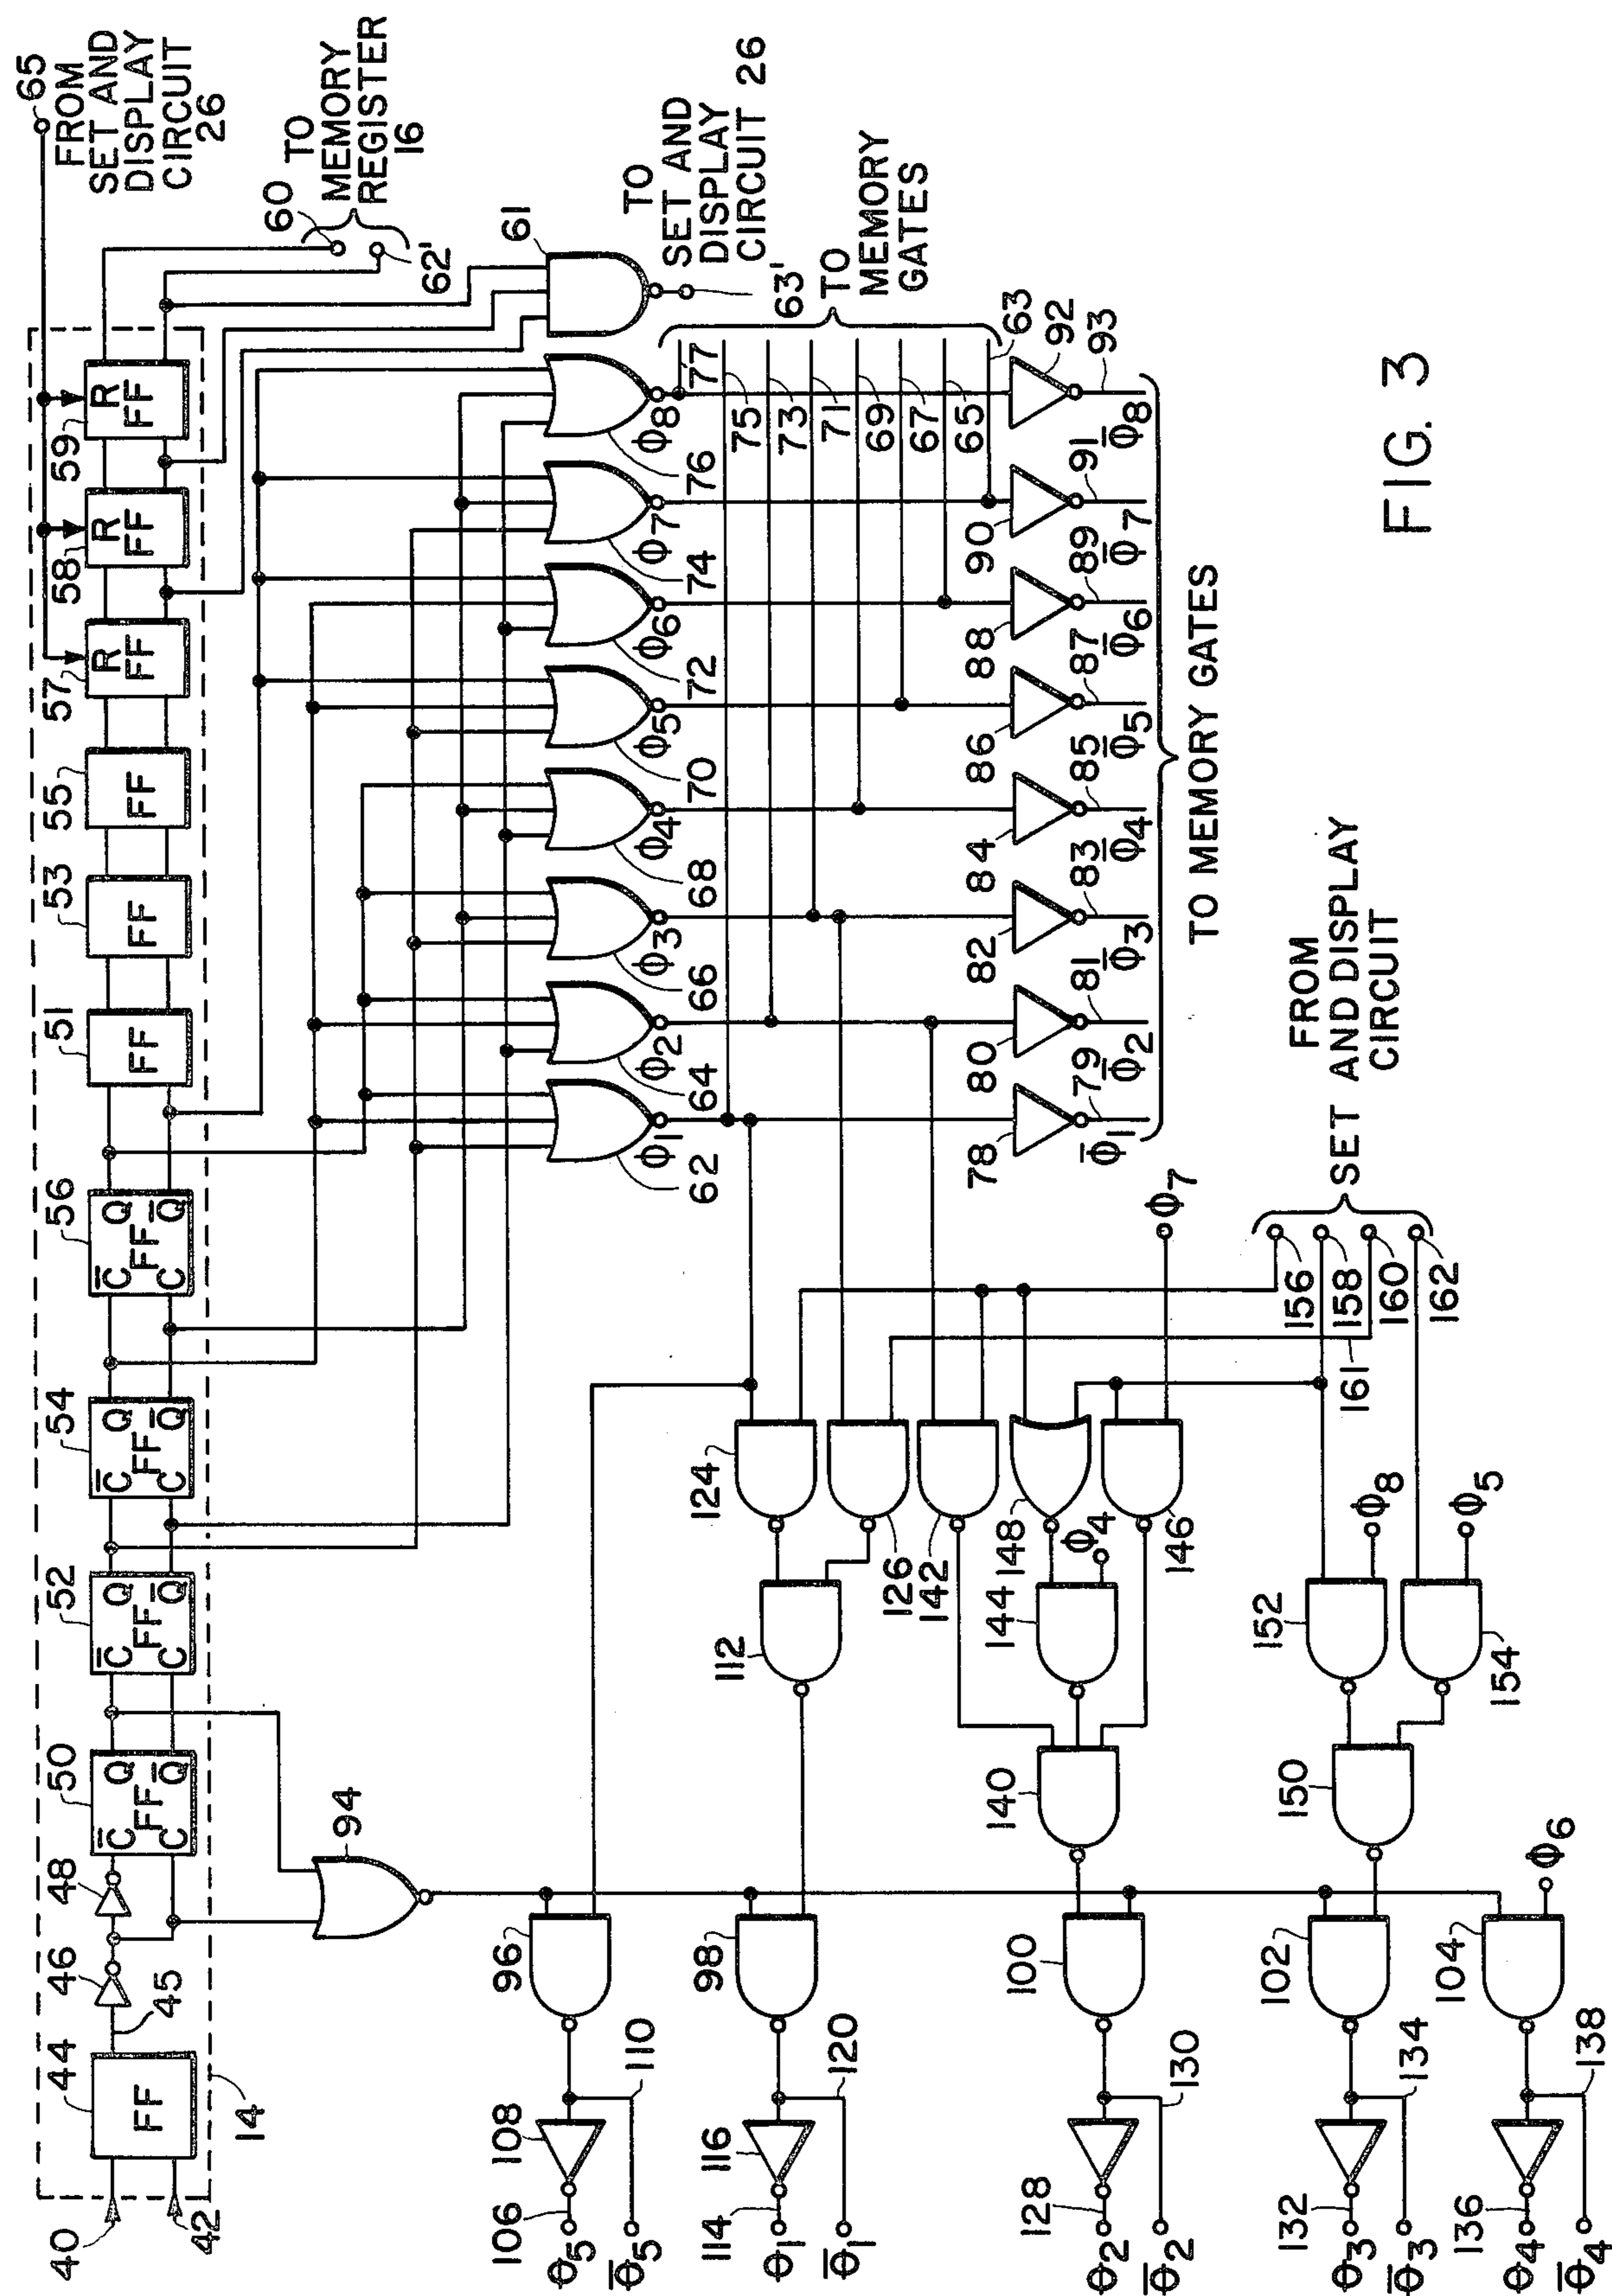 65
FROM
SET AND
DISPLAY
CIRCUIT
26
60
TO
MEMORY
REGISTER
16
62'
40
42
44
FF
14
45
46
48
50
C̅ Q
FF
C Q̅
52
C̅ Q
FF
C Q̅
54
C̅ Q
FF
C Q̅
56
C̅ Q
FF
C Q̅
51
FF
53
FF
55
FF
57
R
FF
58
R
FF
59
R
FF
61
TO
SET AND
DISPLAY
CIRCUIT 26
63'
94
62
Φ1
64
Φ2
66
Φ3
68
Φ4
70
Φ5
72
Φ6
74
Φ7
76
Φ8
77
75
73
71
69
67
65
63
TO
MEMORY
GATES
78
79
Φ̅1
80
81
Φ̅2
82
83
Φ̅3
84
85
Φ̅4
86
87
Φ̅5
88
89
Φ̅6
90
91
Φ̅7
92
93
Φ̅8
TO MEMORY GATES
96
108
106
110
Φ5
Φ̅5
124
126
112
98
116
114
120
Φ1
Φ̅1
142
148
144
Φ4
146
Φ7
140
100
128
130
Φ2
Φ̅2
152
Φ8
154
Φ5
150
102
132
134
Φ3
Φ̅3
104
Φ6
136
138
Φ4
Φ̅4
156
158
160
161
162
FROM
SET AND DISPLAY
CIRCUIT
FIG. 3